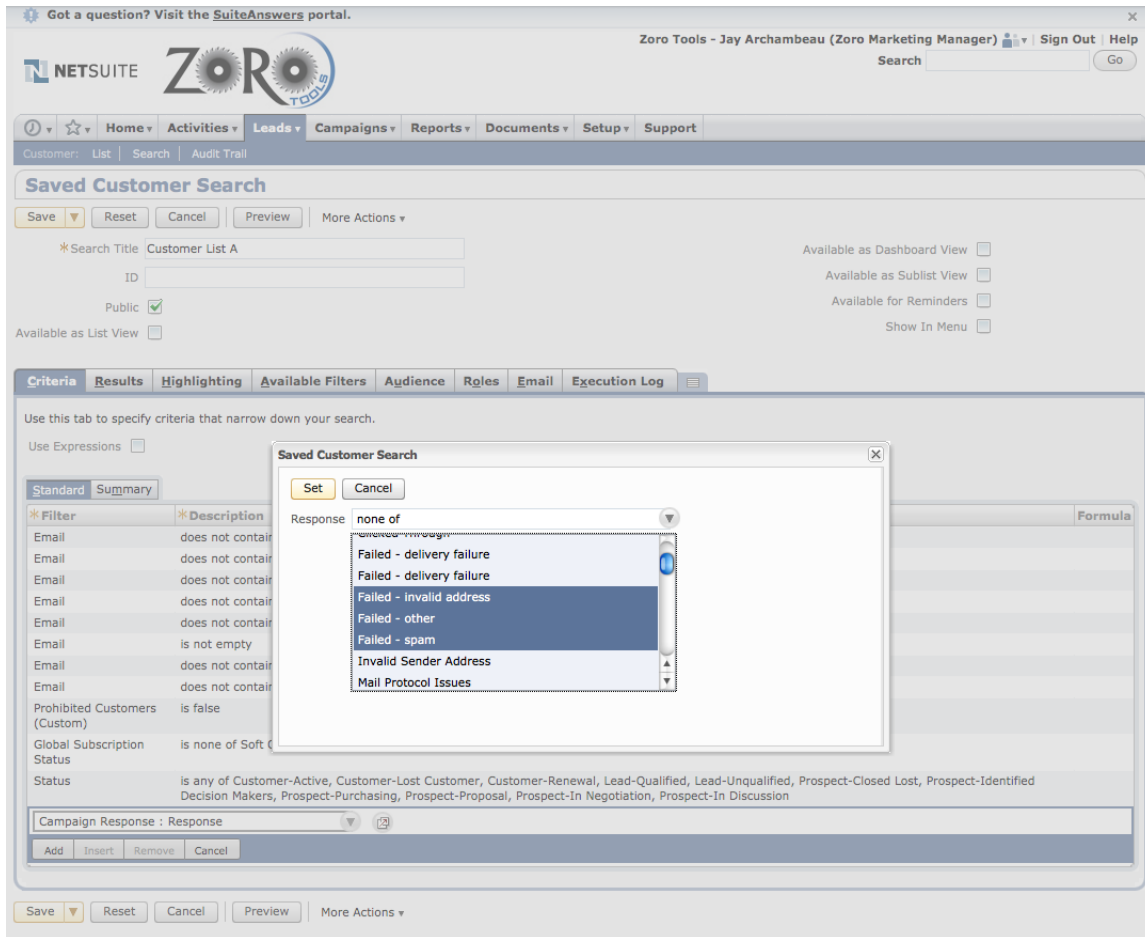 Got a question? Visit the SuiteAnswers portal.
Zoro Tools - Jay Archambeau (Zoro Marketing Manager) Sign Out Help
NETSUITE ZORO TOOLS
Search Go
Home Activities Leads Campaigns Reports Documents Setup Support
Customer: List Search Audit Trail
Saved Customer Search
Save Reset Cancel Preview More Actions
*Search Title Customer List A
Available as Dashboard View
ID
Available as Sublist View
Public
Available for Reminders
Available as List View
Show In Menu
Criteria Results Highlighting Available Filters Audience Roles Email Execution Log
Use this tab to specify criteria that narrow down your search.
Use Expressions
Saved Customer Search
Set Cancel
Standard Summary
Response none of
*Filter *Description Formula
Clicked Through
Email does not contain
Failed - delivery failure
Email does not contain
Failed - delivery failure
Email does not contain
Failed - invalid address
Email does not contain
Failed - other
Email does not contain
Failed - spam
Email is not empty
Invalid Sender Address
Email does not contain
Mail Protocol Issues
Email does not contain
Prohibited Customers (Custom) is false
Global Subscription Status is none of Soft
Status is any of Customer-Active, Customer-Lost Customer, Customer-Renewal, Lead-Qualified, Lead-Unqualified, Prospect-Closed Lost, Prospect-Identified
Decision Makers, Prospect-Purchasing, Prospect-Proposal, Prospect-In Negotiation, Prospect-In Discussion
Campaign Response : Response
Add Insert Remove Cancel
Save Reset Cancel Preview More Actions